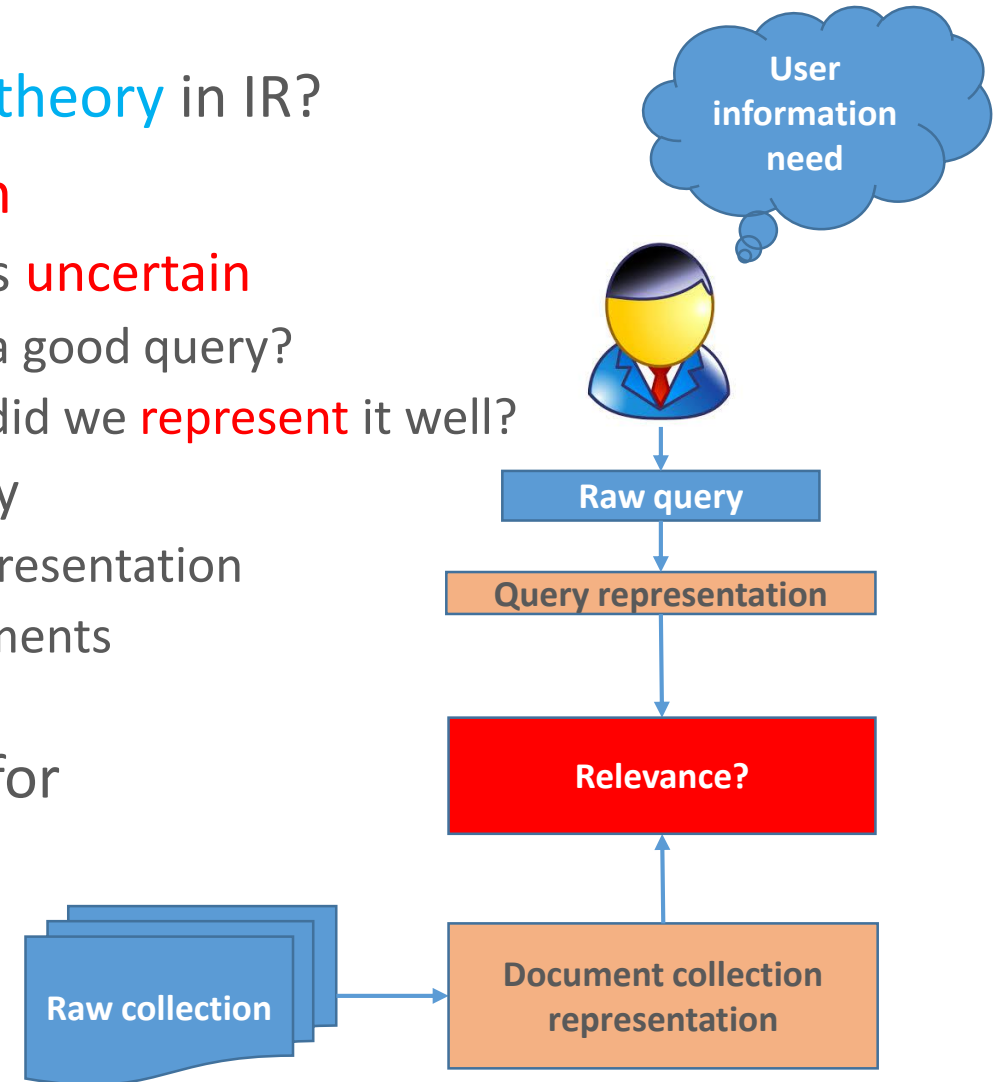 theory in IR?
n
s uncertain
a good query?
did we represent it well?
y
resentation
nents
for
User
information
need
Raw query
Query representation
Relevance?
Document collection
representation
Raw collection